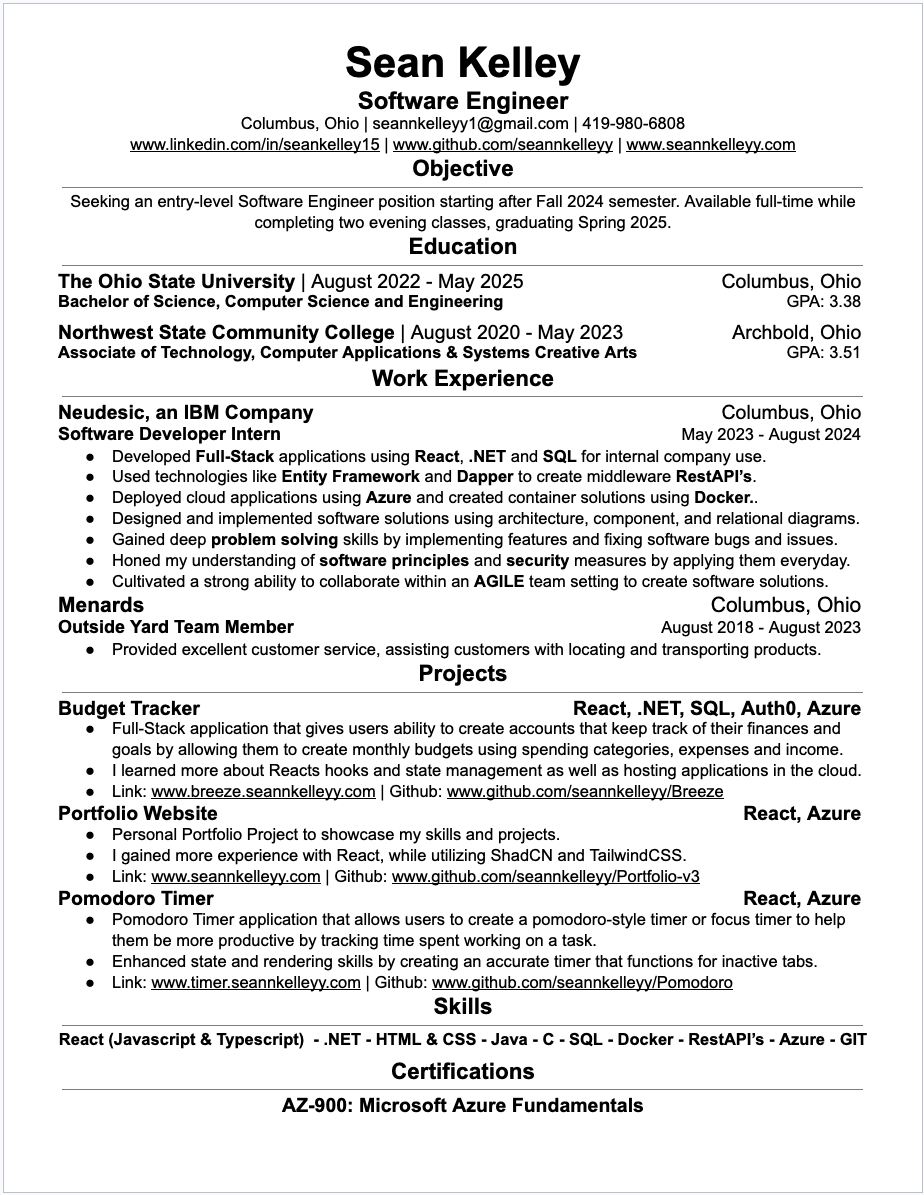 Sean Kelley
Software Engineer
Columbus, Ohio | seannkelleyy1@gmail.com | 419-980-6808
www.linkedin.com/in/seankelley15 | www.github.com/seannkelleyy | www.seannkelleyy.com
Objective
Seeking an entry-level Software Engineer position starting after Fall 2024 semester. Available full-time while
completing two evening classes, graduating Spring 2025.
Education
The Ohio State University | August 2022 - May 2025 Columbus, Ohio
Bachelor of Science, Computer Science and Engineering GPA: 3.38
Northwest State Community College | August 2020 - May 2023 Archbold, Ohio
Associate of Technology, Computer Applications & Systems Creative Arts GPA: 3.51
Work Experience
Neudesic, an IBM Company Columbus, Ohio
Software Developer Intern May 2023 - August 2024
● Developed Full-Stack applications using React, .NET and SQL for internal company use.
● Used technologies like Entity Framework and Dapper to create middleware RestAPI's.
● Deployed cloud applications using Azure and created container solutions using Docker..
● Designed and implemented software solutions using architecture, component, and relational diagrams.
● Gained deep problem solving skills by implementing features and fixing software bugs and issues.
● Honed my understanding of software principles and security measures by applying them everyday.
● Cultivated a strong ability to collaborate within an AGILE team setting to create software solutions.
Menards Columbus, Ohio
Outside Yard Team Member August 2018 - August 2023
● Provided excellent customer service, assisting customers with locating and transporting products.
Projects
Budget Tracker React, .NET, SQL, Auth0, Azure
● Full-Stack application that gives users ability to create accounts that keep track of their finances and
goals by allowing them to create monthly budgets using spending categories, expenses and income.
● I learned more about Reacts hooks and state management as well as hosting applications in the cloud.
● Link: www.breeze.seannkelleyy.com | Github: www.github.com/seannkelleyy/Breeze
Portfolio Website React, Azure
● Personal Portfolio Project to showcase my skills and projects.
● I gained more experience with React, while utilizing ShadCN and TailwindCSS.
● Link: www.seannkelleyy.com | Github: www.github.com/seannkelleyy/Portfolio-v3
Pomodoro Timer React, Azure
● Pomodoro Timer application that allows users to create a pomodoro-style timer or focus timer to help
them be more productive by tracking time spent working on a task.
● Enhanced state and rendering skills by creating an accurate timer that functions for inactive tabs.
● Link: www.timer.seannkelleyy.com | Github: www.github.com/seannkelleyy/Pomodoro
Skills
React (Javascript & Typescript) - .NET - HTML & CSS - Java - C - SQL - Docker - RestAPI's - Azure - GIT
Certifications
AZ-900: Microsoft Azure Fundamentals